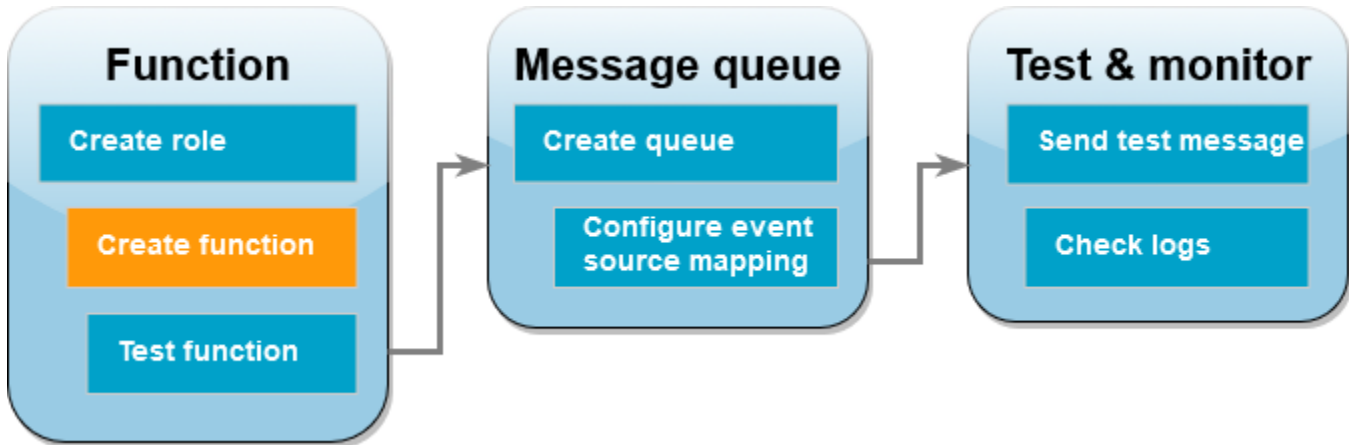 Function
Create role
Create function
Test function
Message queue
Create queue
Configure event
source mapping
Test & monitor
Send test message
Check logs